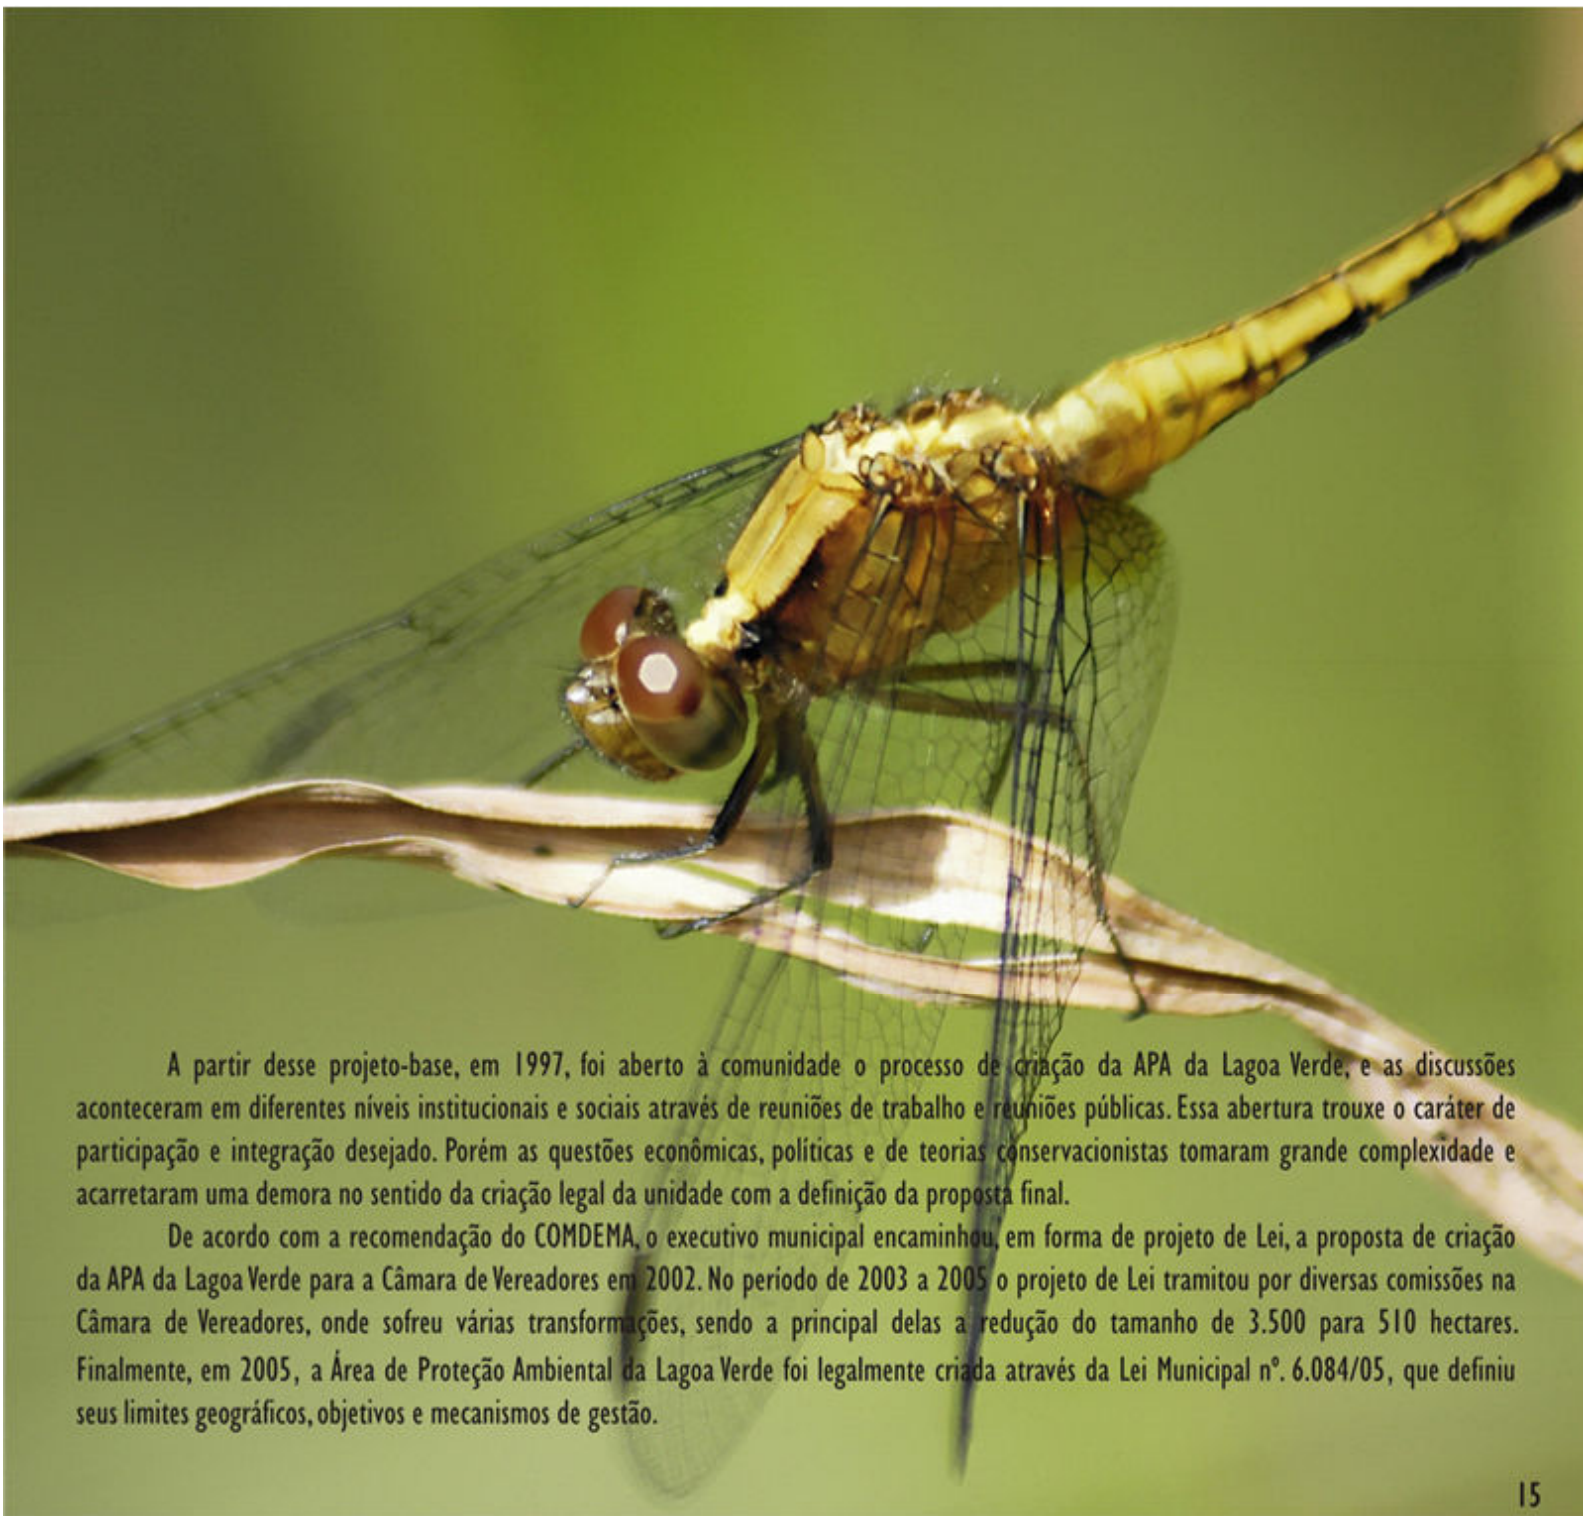 A partir desse projeto-base, em 1997, foi aberto à comunidade o processo de criação da APA da Lagoa Verde, e as discussões
aconteceram em diferentes níveis institucionais e sociais através de reuniões de trabalho e reuniões públicas. Essa abertura trouxe o caráter de
participação e integração desejado. Porém as questões econômicas, políticas e de teorias conservacionistas tomaram grande complexidade e
acarretaram uma demora no sentido da criação legal da unidade com a definição da proposta final.
De acordo com a recomendação do COMDEMA, o executivo municipal encaminhou, em forma de projeto de Lei, a proposta de criação
da APA da Lagoa Verde para a Câmara de Vereadores em 2002. No período de 2003 a 2005 o projeto de Lei tramitou por diversas comissões na
Câmara de Vereadores, onde sofreu várias transformações, sendo a principal delas a redução do tamanho de 3.500 para 510 hectares.
Finalmente, em 2005, a Área de Proteção Ambiental da Lagoa Verde foi legalmente criada através da Lei Municipal nº. 6.084/05, que definiu
seus limites geográficos, objetivos e mecanismos de gestão.
15